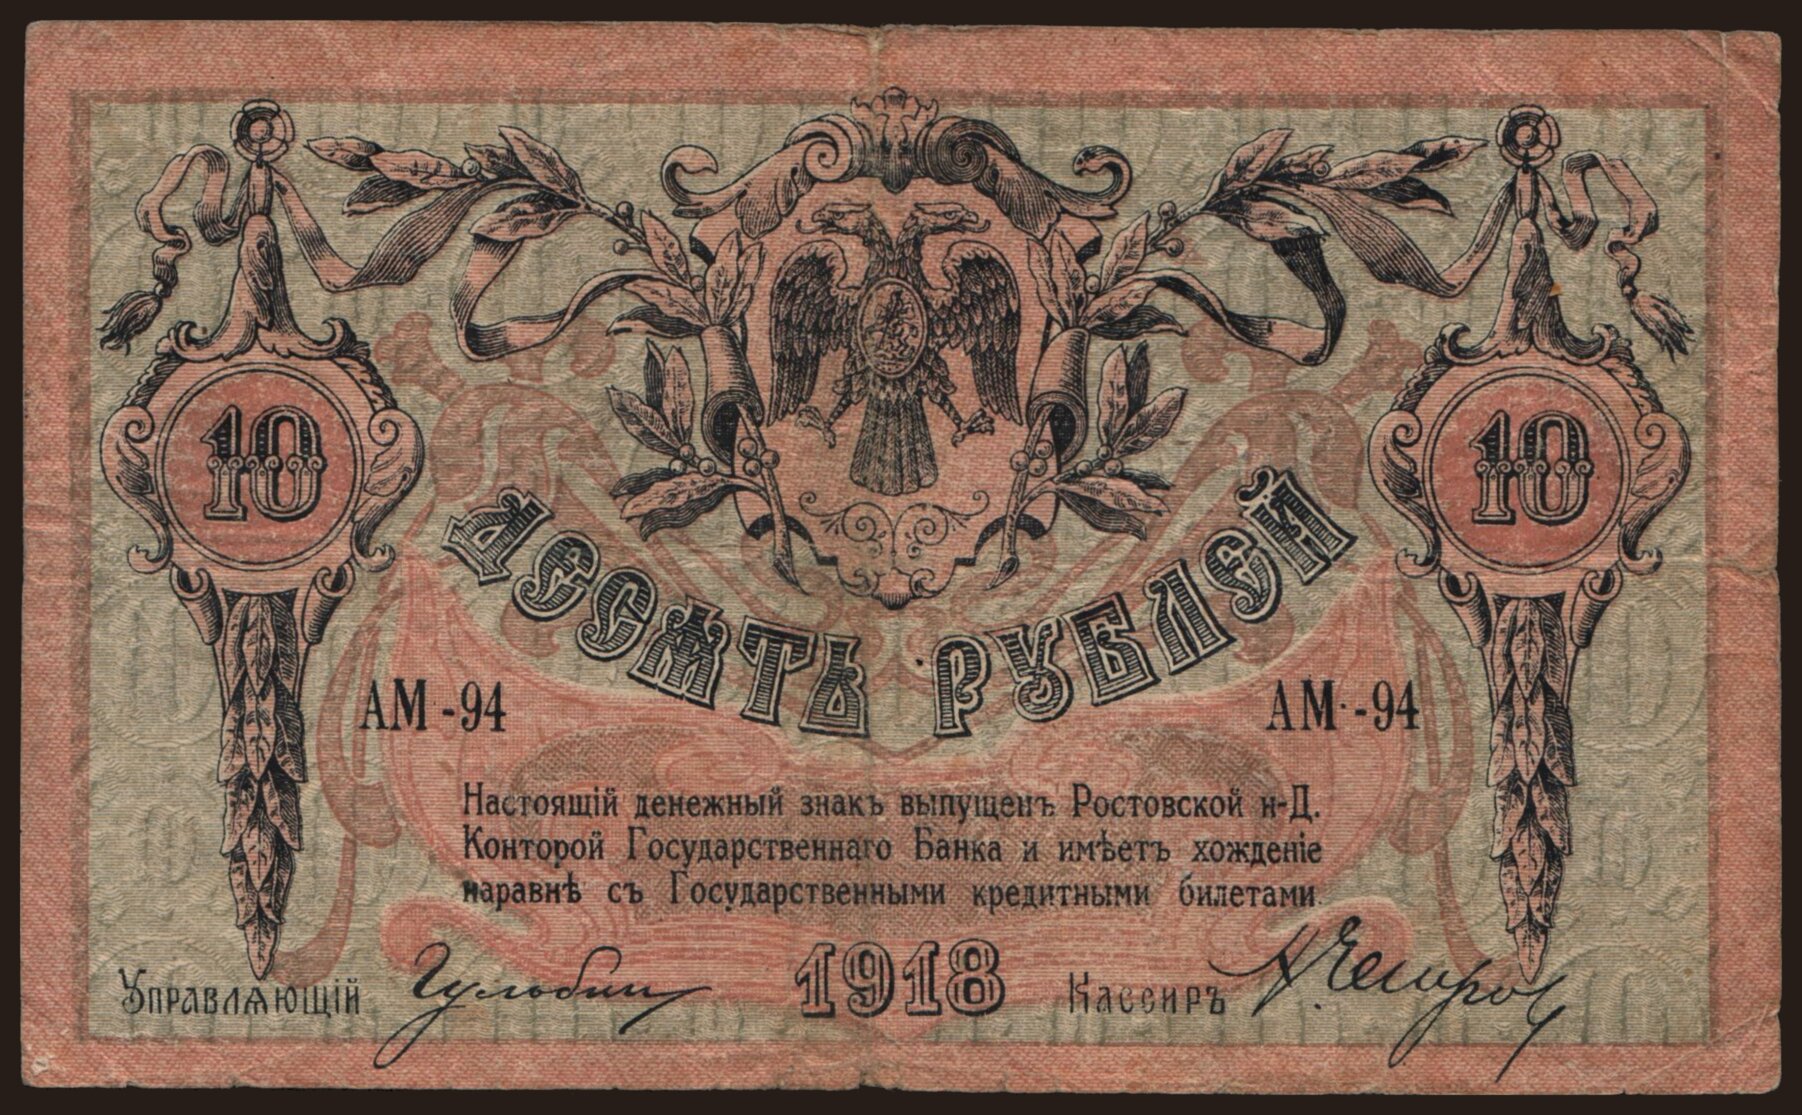 10
10
ДЕСѦТЬ РУБЛЕЙ
АМ-94
АМ-94
Настоящій денежный знакъ выпущенъ Ростовской н-Д.
Конторой Государственнаго Банка и имѣетъ хожденіе
наравнѣ съ Государственными кредитными билетами.
Управляющій
1918
Кассиръ